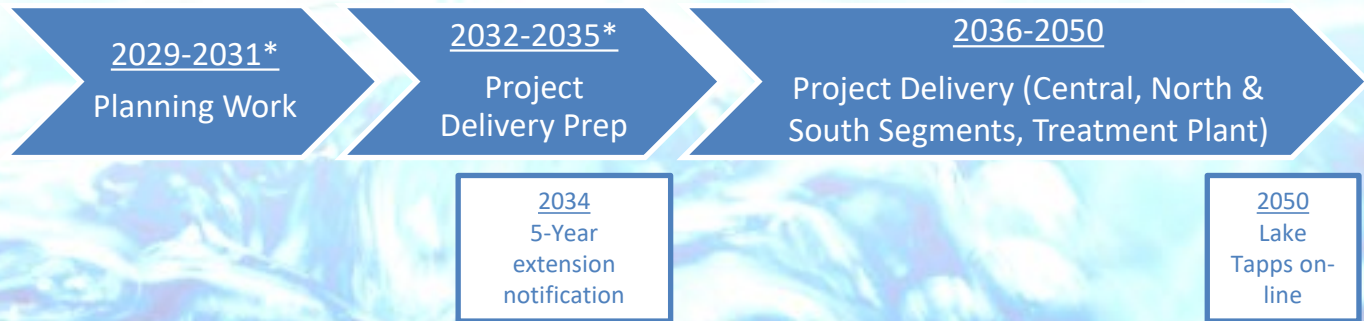 2029-2031*
Planning Work
2032-2035*
Project
Delivery Prep
2036-2050
Project Delivery (Central, North &
South Segments, Treatment Plant)
2034
5-Year
extension
notification
2050
Lake
Tapps on-
line